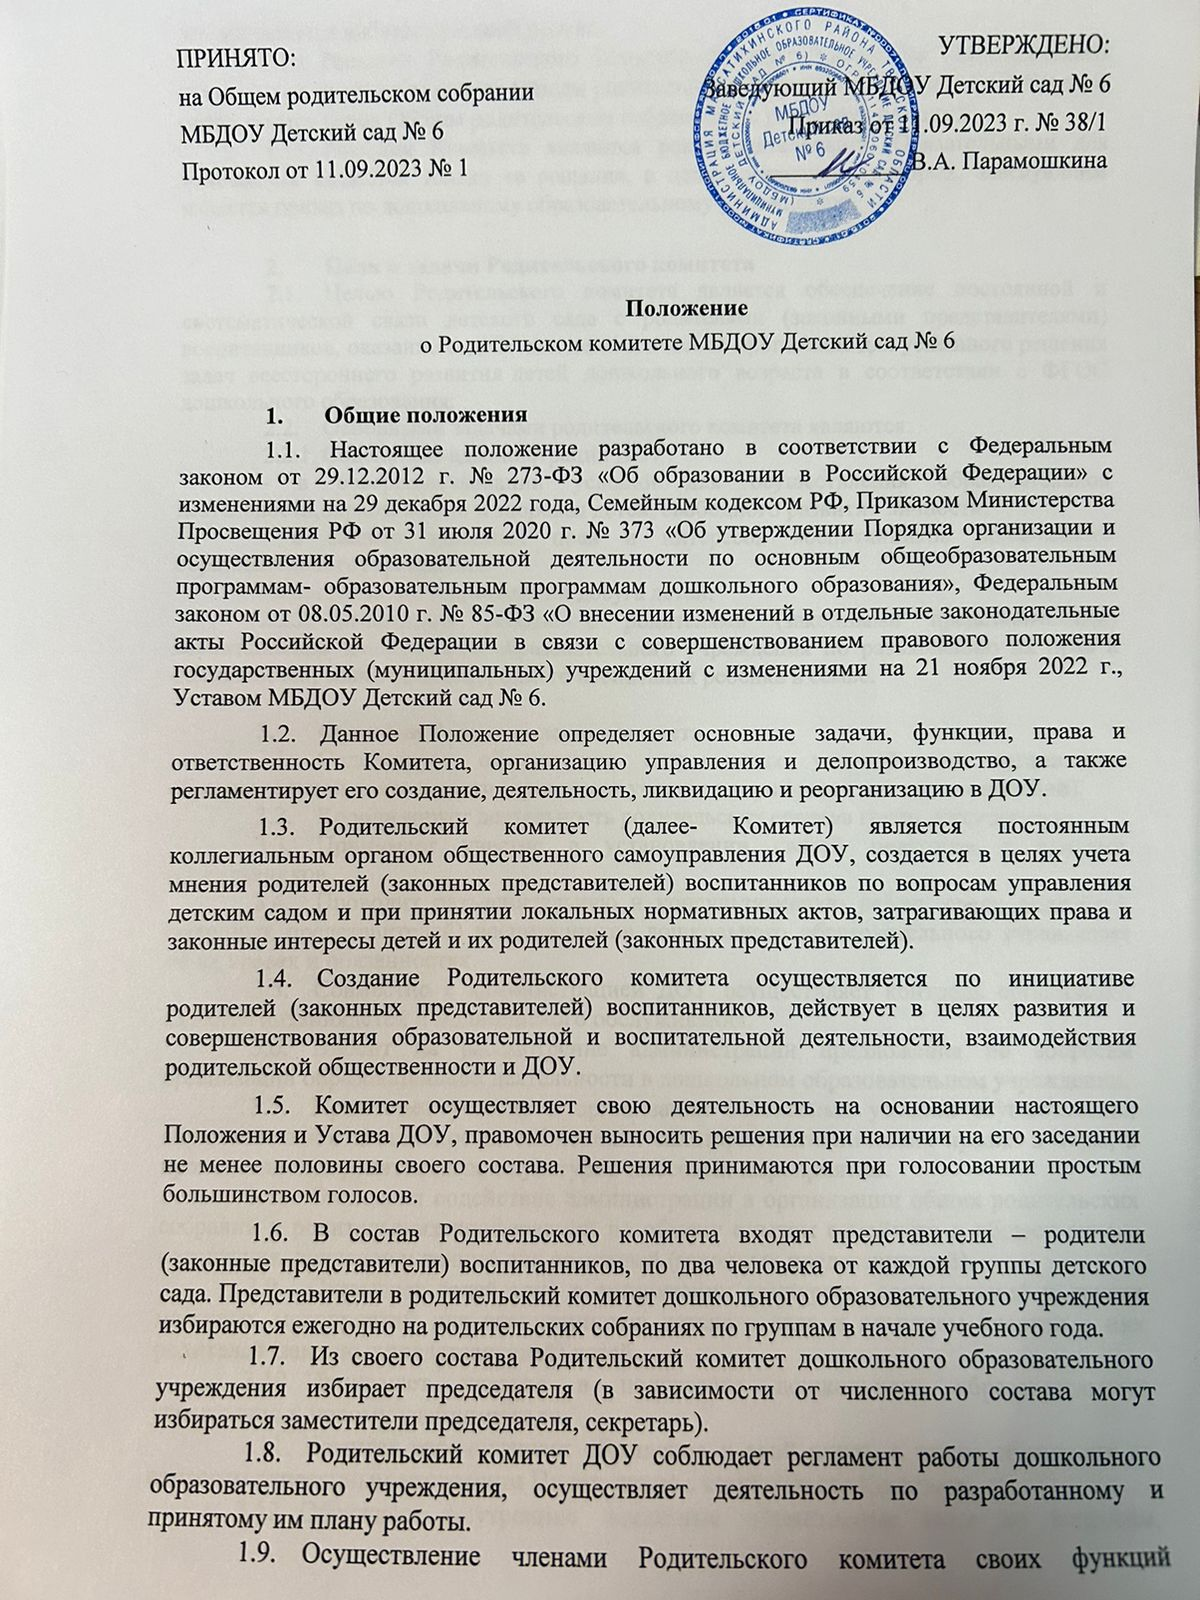 ПРИНЯТО:
на Общем родительском собрании
МБДОУ Детский сад № 6
Протокол от 11.09.2023 № 1
УТВЕРЖДЕНО:
Заведующий МБДОУ Детский сад № 6
Приказ от 11.09.2023 г. № 38/1
В.А. Парамошкина
МБДОУ
Детский сад
№ 6
Положение
о Родительском комитете МБДОУ Детский сад № 6
1. Общие положения
1.1. Настоящее положение разработано в соответствии с Федеральным
законом от 29.12.2012 г. № 273-ФЗ «Об образовании в Российской Федерации» с
изменениями на 29 декабря 2022 года, Семейным кодексом РФ, Приказом Министерства
Просвещения РФ от 31 июля 2020 г. № 373 «Об утверждении Порядка организации и
осуществления образовательной деятельности по основным общеобразовательным
программам- образовательным программам дошкольного образования», Федеральным
законом от 08.05.2010 г. № 85-ФЗ «О внесении изменений в отдельные законодательные
акты Российской Федерации в связи с совершенствованием правового положения
государственных (муниципальных) учреждений с изменениями на 21 ноября 2022 г.,
Уставом МБДОУ Детский сад № 6.
1.2. Данное Положение определяет основные задачи, функции, права и
ответственность Комитета, организацию управления и делопроизводство, а также
регламентирует его создание, деятельность, ликвидацию и реорганизацию в ДОУ.
1.3. Родительский комитет (далее- Комитет) является постоянным
коллегиальным органом общественного самоуправления ДОУ, создается в целях учета
мнения родителей (законных представителей) воспитанников по вопросам управления
детским садом и при принятии локальных нормативных актов, затрагивающих права и
законные интересы детей и их родителей (законных представителей).
1.4. Создание Родительского комитета осуществляется по инициативе
родителей (законных представителей) воспитанников, действует в целях развития и
совершенствования образовательной и воспитательной деятельности, взаимодействия
родительской общественности и ДОУ.
1.5. Комитет осуществляет свою деятельность на основании настоящего
Положения и Устава ДОУ, правомочен выносить решения при наличии на его заседании
не менее половины своего состава. Решения принимаются при голосовании простым
большинством голосов.
1.6. В состав Родительского комитета входят представители – родители
(законные представители) воспитанников, по два человека от каждой группы детского
сада. Представители в родительский комитет дошкольного образовательного учреждения
избираются ежегодно на родительских собраниях по группам в начале учебного года.
1.7. Из своего состава Родительский комитет дошкольного образовательного
учреждения избирает председателя (в зависимости от численного состава могут
избираться заместители председателя, секретарь).
1.8. Родительский комитет ДОУ соблюдает регламент работы дошкольного
образовательного учреждения, осуществляет деятельность по разработанному и
принятому им плану работы.
1.9. Осуществление членами Родительского комитета своих функций